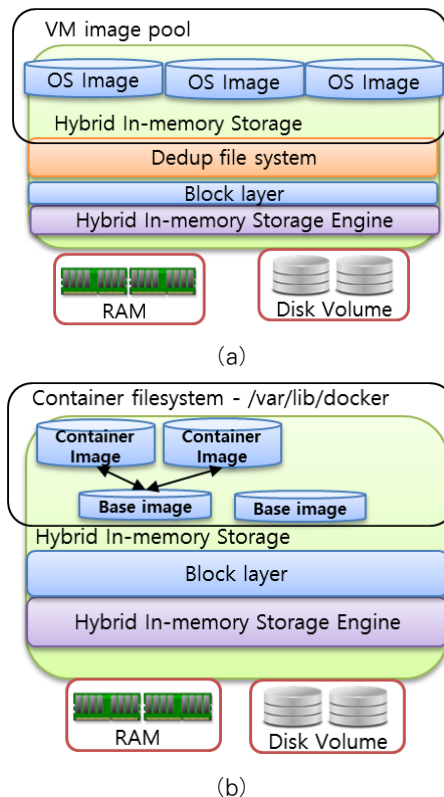 VM image pool
OS Image OS Image OS Image
Hybrid In-memory Storage
Dedup file system
Block layer
Hybrid In-memory Storage Engine
RAM
Disk Volume
(a)
Container filesystem - /var/lib/docker
Container Image
Container Image
Base image
Base image
Hybrid In-memory Storage
Block layer
Hybrid In-memory Storage Engine
RAM
Disk Volume
(b)